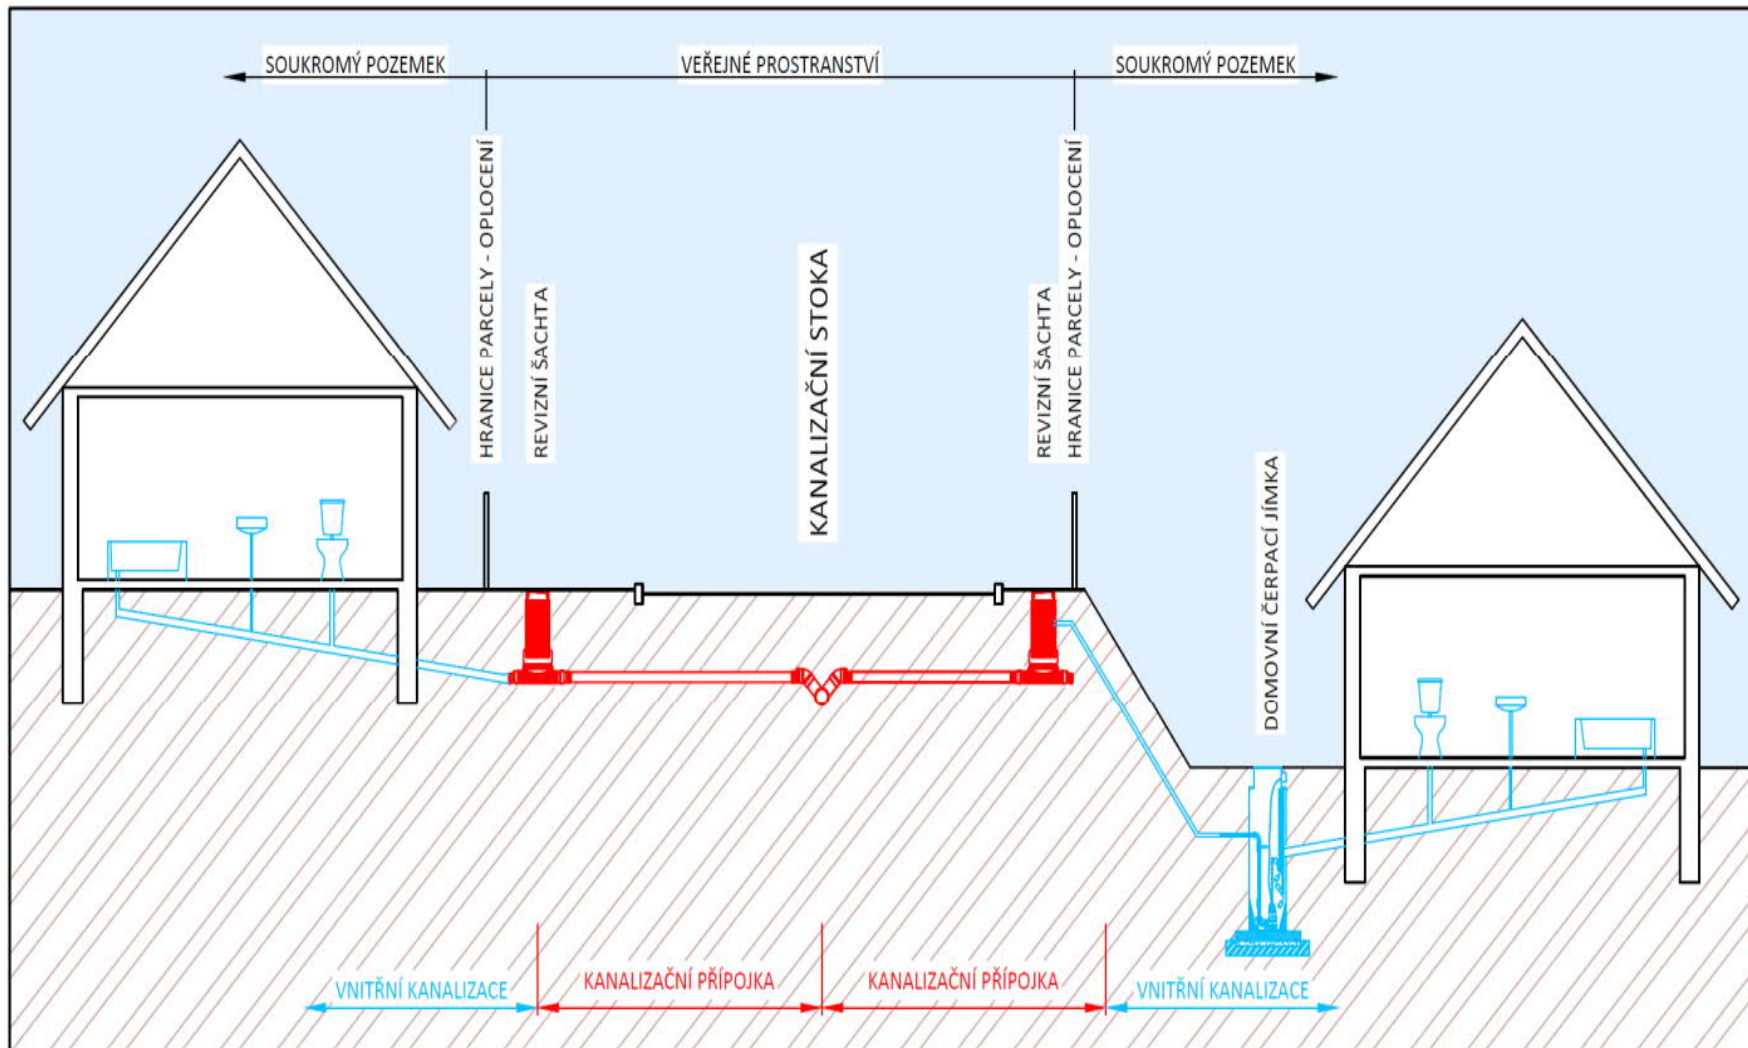 SOUKROMÝ POZEMEK
VEŘEJNÉ PROSTRANSTVÍ
SOUKROMÝ POZEMEK
HRANICE PARCELY - OPLOCENÍ
REVIZNÍ ŠACHTA
KANALIZAČNÍ STOKA
REVIZNÍ ŠACHTA
HRANICE PARCELY - OPLOCENÍ
DOMOVNÍ ČERPACÍ JÍMKA
VNITŘNÍ KANALIZACE
KANALIZAČNÍ PŘÍPOJKA
KANALIZAČNÍ PŘÍPOJKA
VNITŘNÍ KANALIZACE